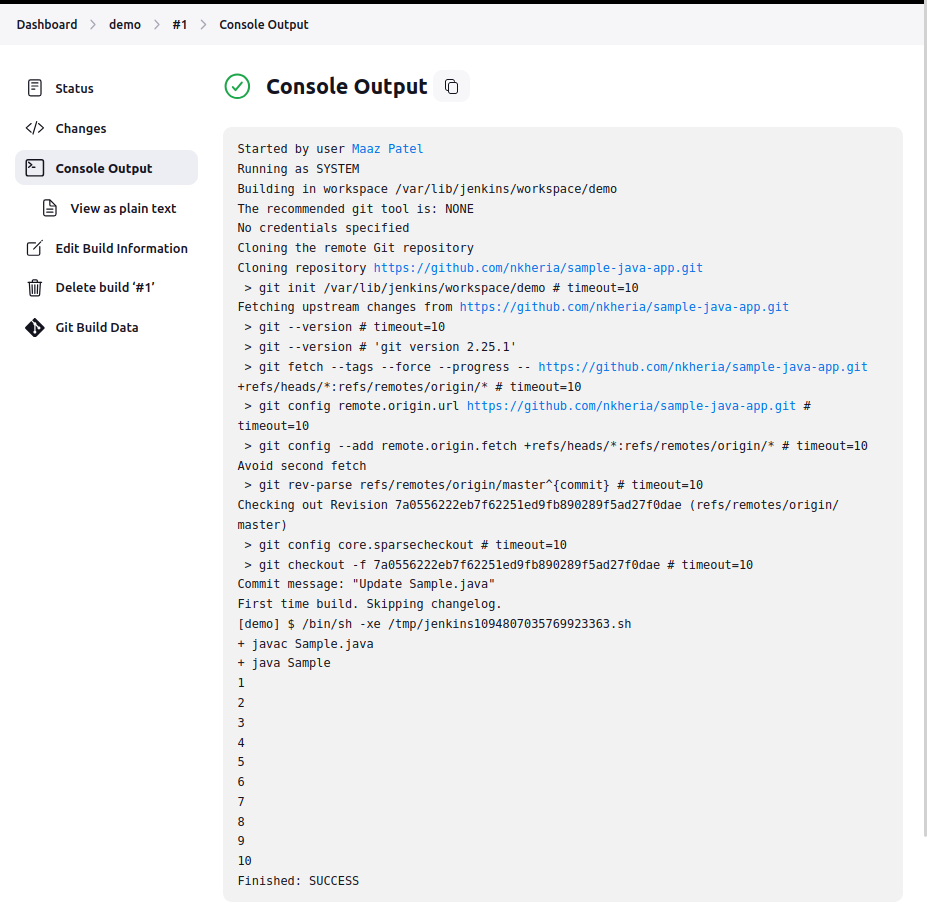 Dashboard > demo > #1 > Console Output
Status
Changes
Console Output
View as plain text
Edit Build Information
Delete build ‘#1’
Git Build Data
Console Output
Started by user Maaz Patel
Running as SYSTEM
Building in workspace /var/lib/jenkins/workspace/demo
The recommended git tool is: NONE
No credentials specified
Cloning the remote Git repository
Cloning repository https://github.com/nkheria/sample-java-app.git
 > git init /var/lib/jenkins/workspace/demo # timeout=10
Fetching upstream changes from https://github.com/nkheria/sample-java-app.git
 > git --version # timeout=10
 > git --version # 'git version 2.25.1'
 > git fetch --tags --force --progress -- https://github.com/nkheria/sample-java-app.git
+refs/heads/*:refs/remotes/origin/* # timeout=10
 > git config remote.origin.url https://github.com/nkheria/sample-java-app.git #
timeout=10
 > git config --add remote.origin.fetch +refs/heads/*:refs/remotes/origin/* # timeout=10
Avoid second fetch
 > git rev-parse refs/remotes/origin/master^{commit} # timeout=10
Checking out Revision 7a0556222eb7f62251ed9fb890289f5ad27f0dae (refs/remotes/origin/
master)
 > git config core.sparsecheckout # timeout=10
 > git checkout -f 7a0556222eb7f62251ed9fb890289f5ad27f0dae # timeout=10
Commit message: "Update Sample.java"
First time build. Skipping changelog.
[demo] $ /bin/sh -xe /tmp/jenkins1094807035769923363.sh
+ javac Sample.java
+ java Sample
1
2
3
4
5
6
7
8
9
10
Finished: SUCCESS